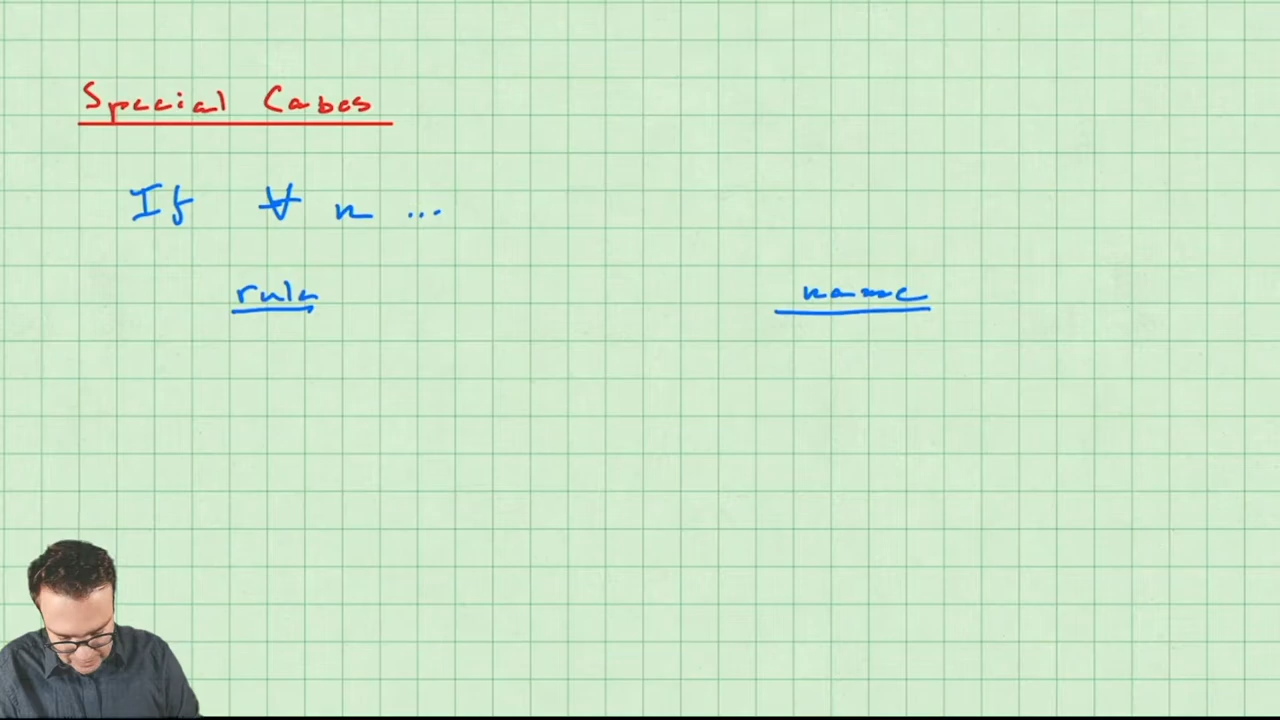 Special Cases
If ∀ n ...
rule name